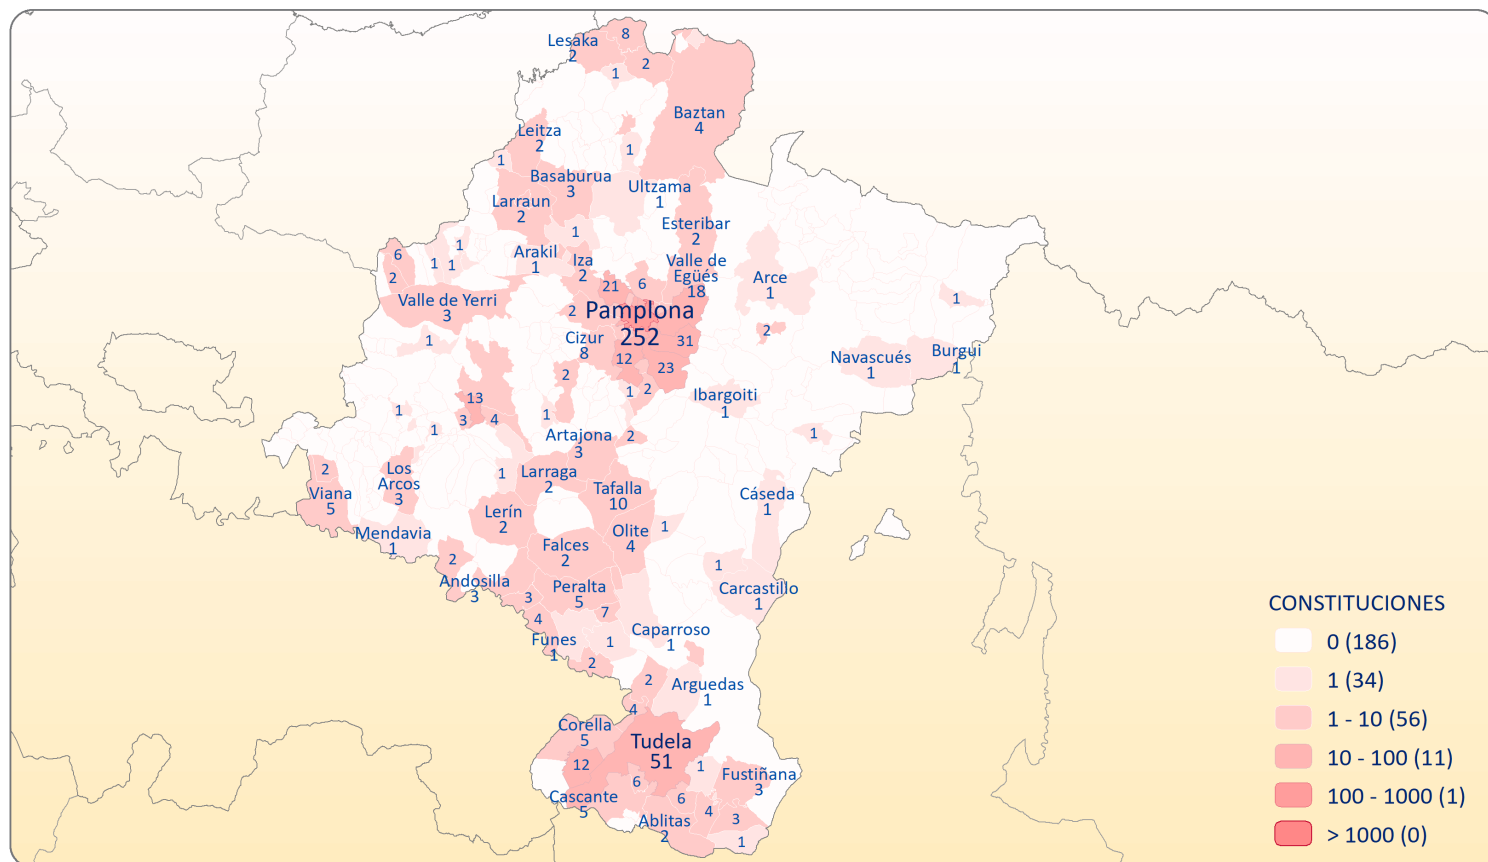 8
Lesaka
2
2
1
Baztan
4
Leitza
2
1
1
Basaburua
3
Ultzama
1
Larraun
2
Esteribar
2
1
1
6
1
1
2
Arakil
1
Iza
2
Valle de
Egüés
18
Arce
1
21
6
Valle de Yerri
3
2
Pamplona
252
1
2
31
1
Cizur
8
12
23
Navascués
1
Burgui
1
2
1
2
Ibargoiti
1
13
1
3
4
1
1
Artajona
3
2
1
2
Los
Arcos
3
1
Larraga
2
Tafalla
10
Cáseda
1
Viana
5
Lerín
2
Olite
4
1
Mendavia
1
Falces
2
2
1
Andosilla
3
3
Peralta
5
7
Carcastillo
1
4
Funes
1
1
2
Caparroso
1
2
Arguedas
1
4
Corella
5
Tudela
51
12
1
6
Fustiñana
3
Cascante
5
6
4
3
Ablitas
2
1
CONSTITUCIONES
0 (186)
1 (34)
1 - 10 (56)
10 - 100 (11)
100 - 1000 (1)
> 1000 (0)